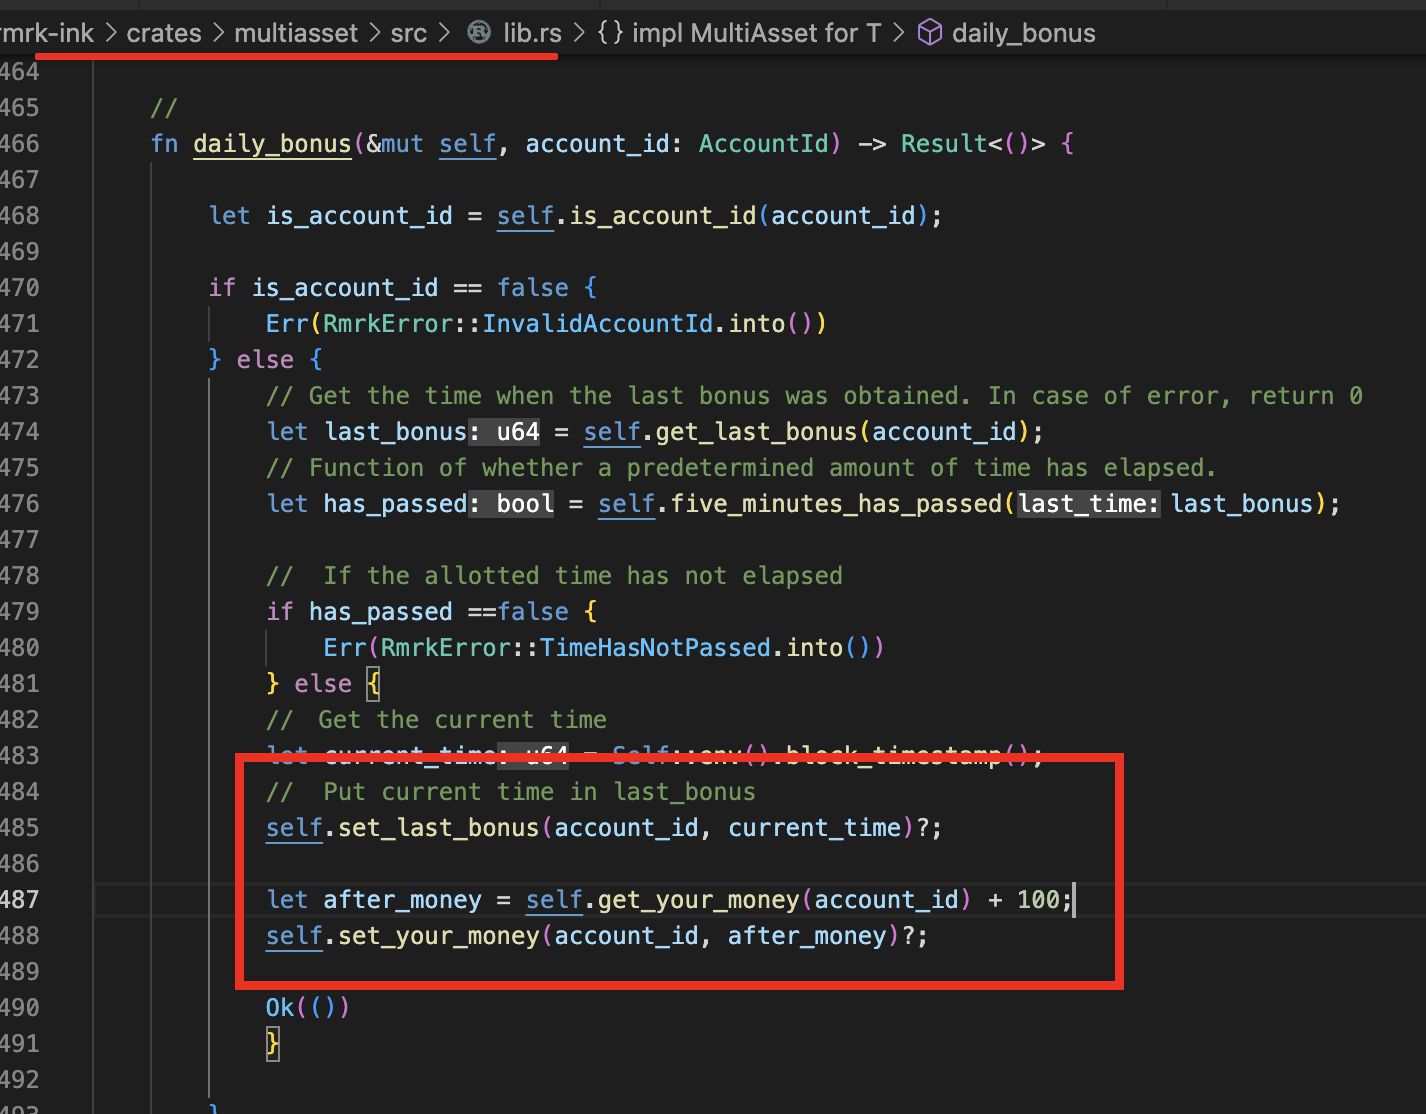 rmrk-ink > crates > multiasset > src > lib.rs > {} impl MultiAsset for T > daily_bonus
464
465 //
466 fn daily_bonus(&mut self, account_id: AccountId) -> Result<()> {
467
468 let is_account_id = self.is_account_id(account_id);
469
470 if is_account_id == false {
471 Err(RmrkError::InvalidAccountId.into())
472 } else {
473 // Get the time when the last bonus was obtained. In case of error, return 0
474 let last_bonus: u64 = self.get_last_bonus(account_id);
475 // Function of whether a predetermined amount of time has elapsed.
476 let has_passed: bool = self.five_minutes_has_passed(last_time: last_bonus);
477
478 //  If the allotted time has not elapsed
479 if has_passed ==false {
480 Err(RmrkError::TimeHasNotPassed.into())
481 } else {
482 //  Get the current time
483 let current_time: u64 = Self::env().block_timestamp();
484 //  Put current time in last_bonus
485 self.set_last_bonus(account_id, current_time)?;
486
487 let after_money = self.get_your_money(account_id) + 100;
488 self.set_your_money(account_id, after_money)?;
489
490 Ok(())
491 }
492
493 }